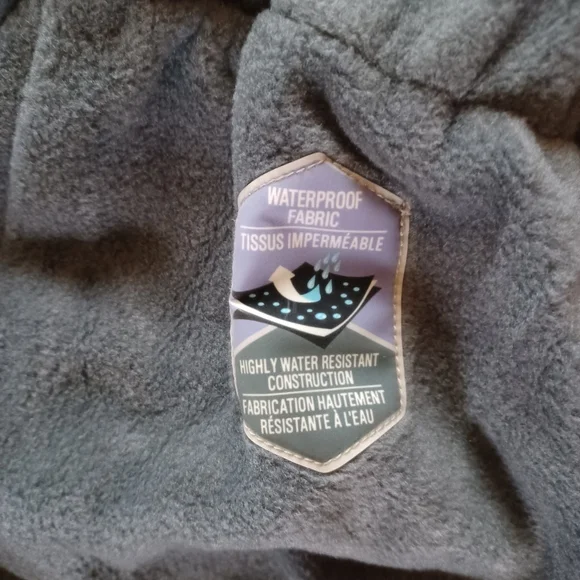 WATERPROOF
FABRIC
TISSUS IMPERMÉABLE
HIGHLY WATER RESISTANT
CONSTRUCTION
FABRICATION HAUTEMENT
RÉSISTANTE À L'EAU